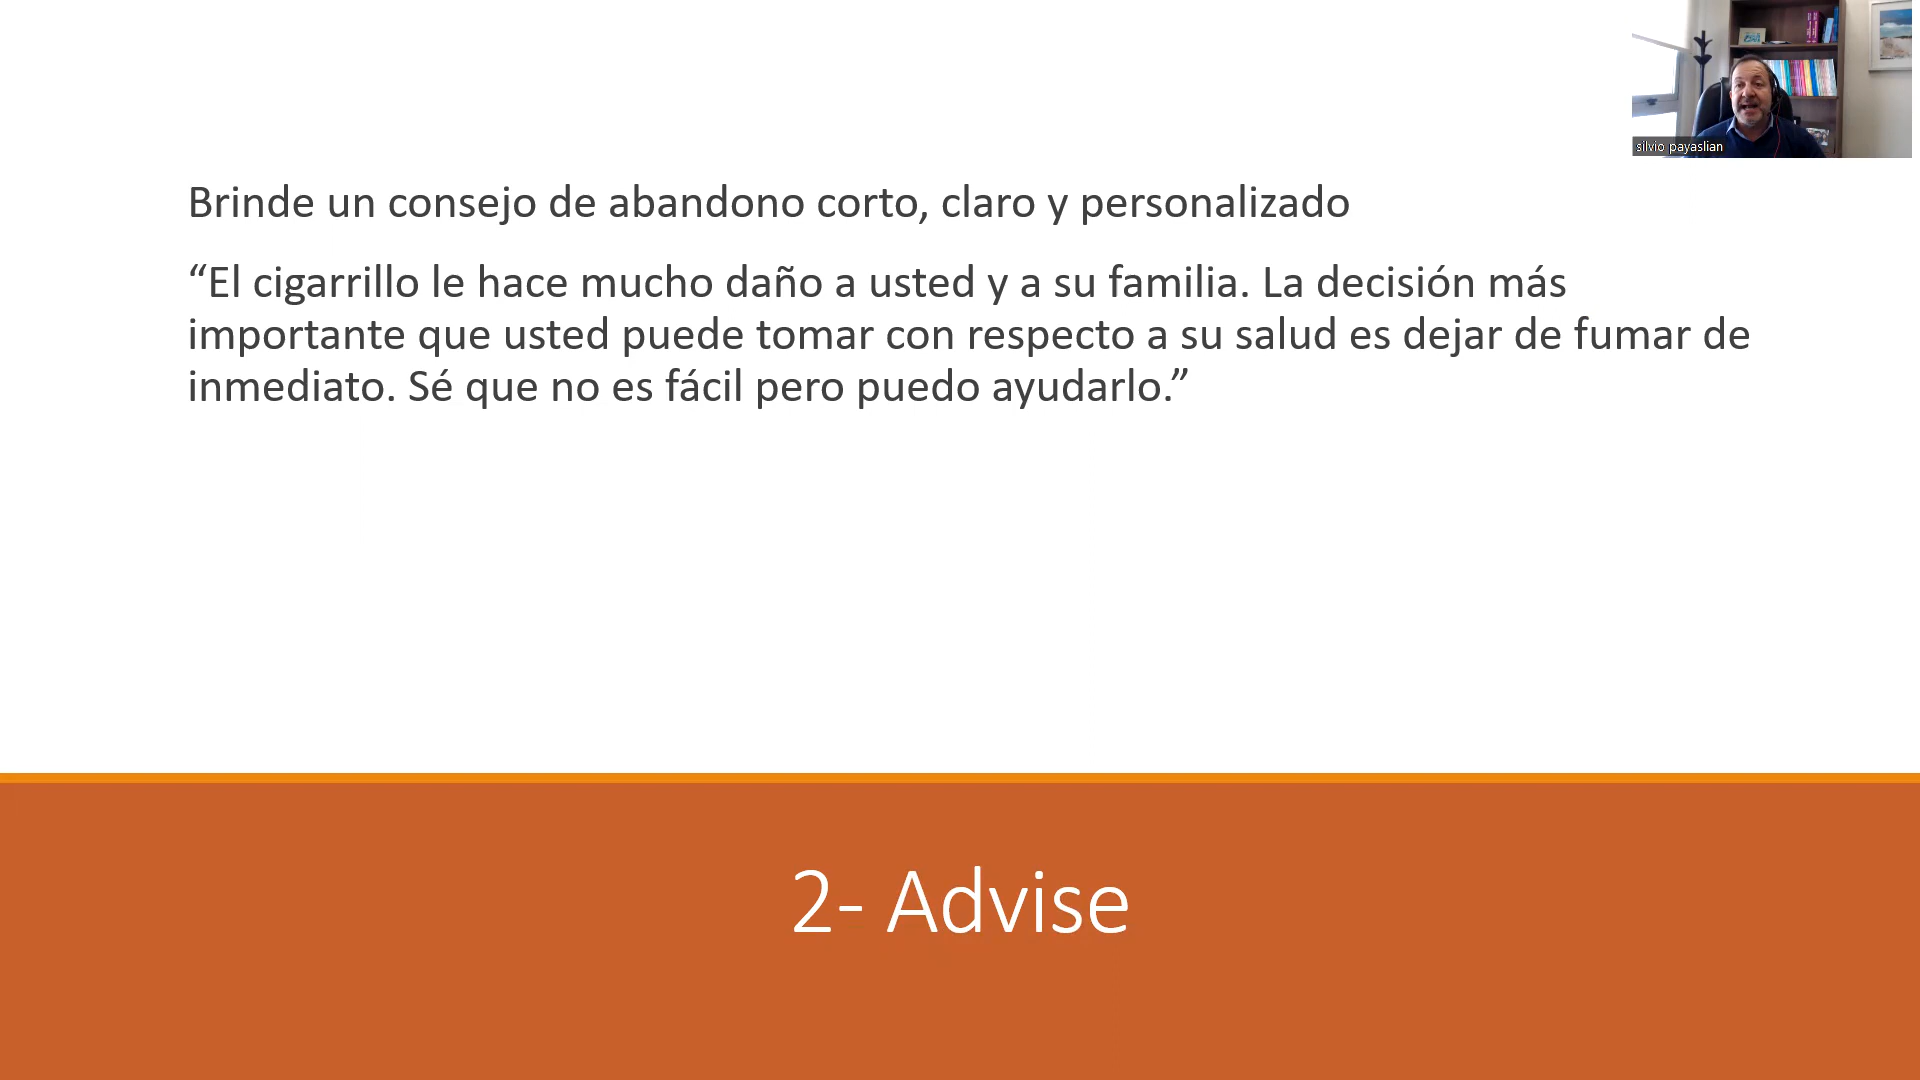 silvio payaslian
Brinde un consejo de abandono corto, claro y personalizado
“El cigarrillo le hace mucho daño a usted y a su familia. La decisión más
importante que usted puede tomar con respecto a su salud es dejar de fumar de
inmediato. Sé que no es fácil pero puedo ayudarlo.”
2- Advise